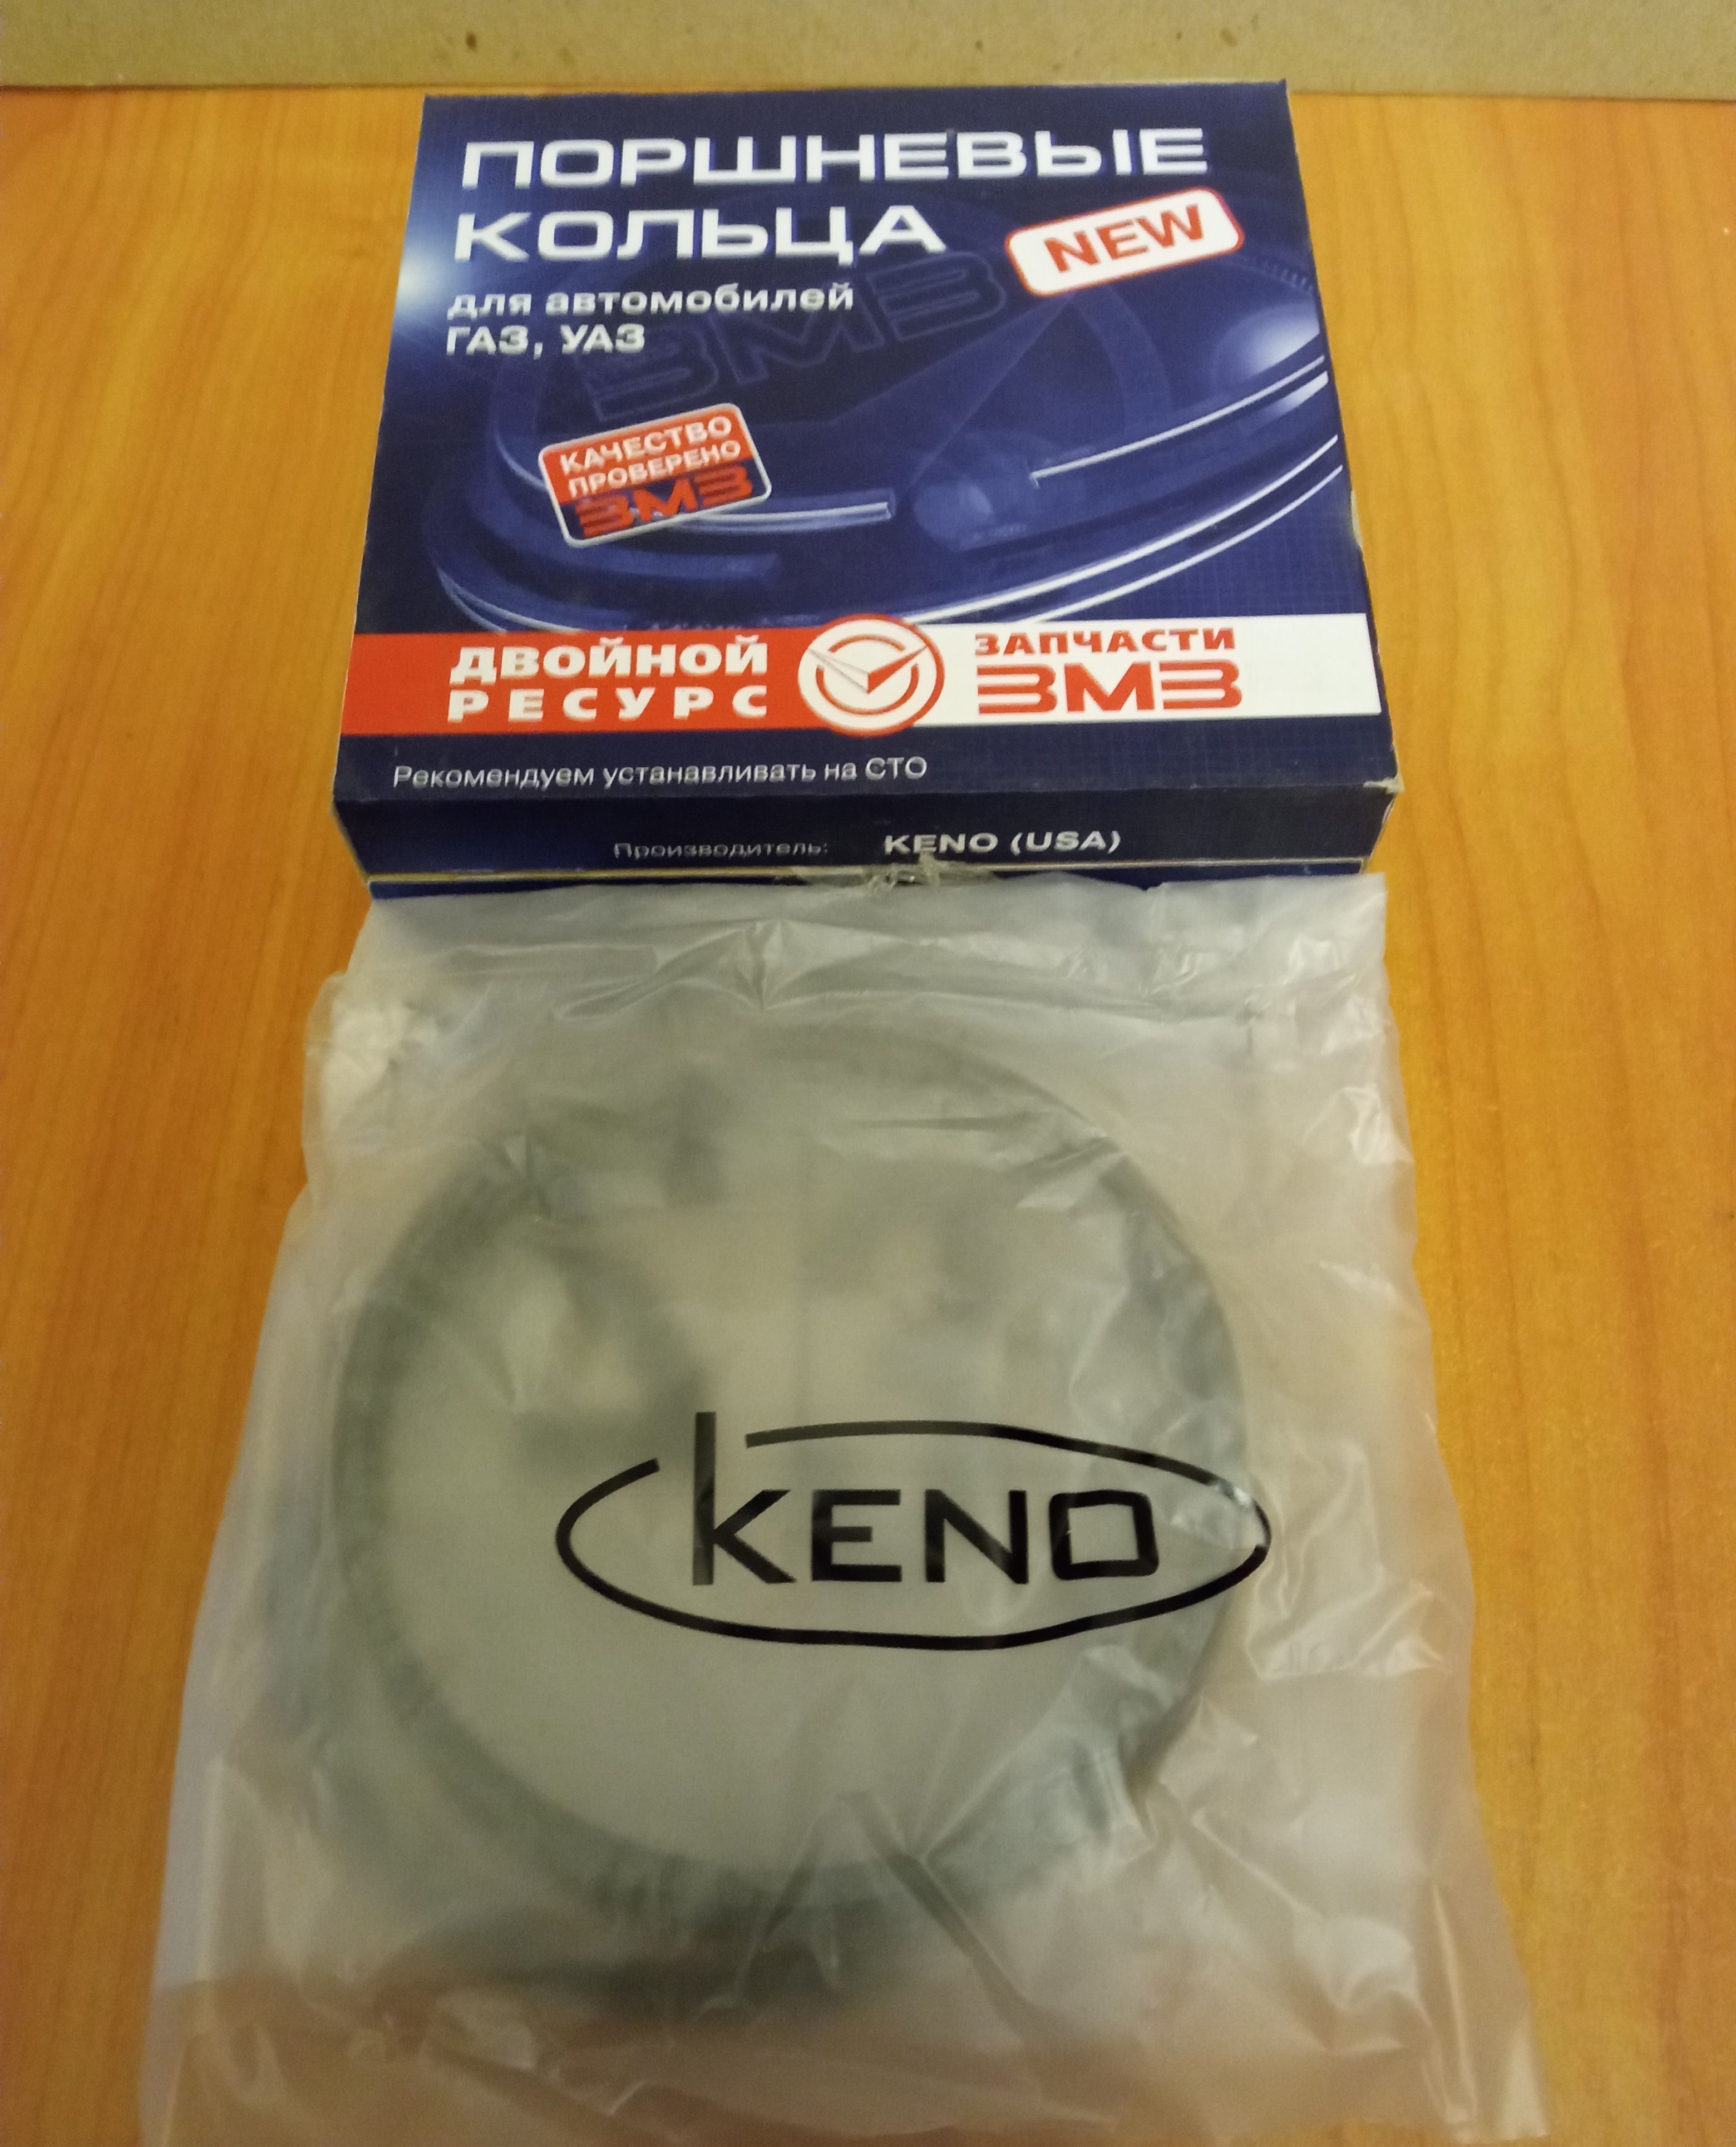 ПОРШНЕВЫЕ
КОЛЬЦА
NEW
для автомобилей
ГАЗ, УАЗ
ЗМЗ
КАЧЕСТВО
ПРОВЕРЕНО
ЗМЗ
ДВОЙНОЙ
РЕСУРС
ЗАПЧАСТИ
ЗМЗ
Рекомендуем устанавливать на СТО
Производитель: KENO (USA)
KENO